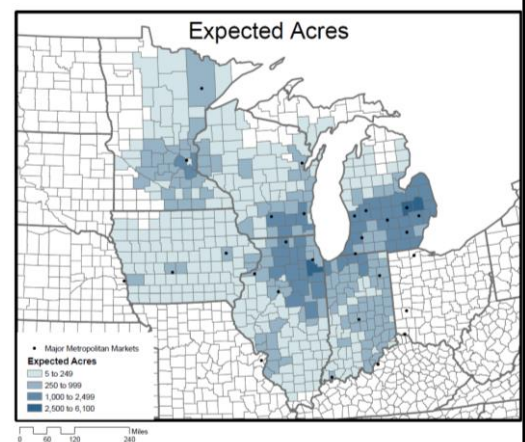 Expected Acres
Major Metropolitan Markets
Expected Acres
5 to 249
250 to 999
1,000 to 2,499
2,500 to 6,100
Miles
0 60 120 240